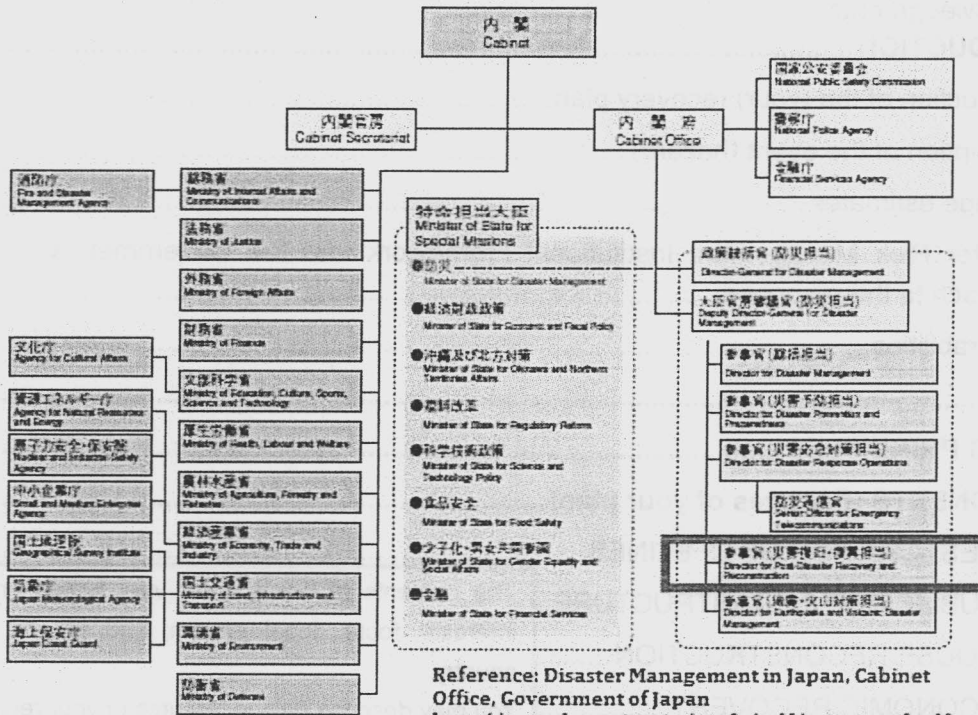 内閣
Cabinet
内閣官房
Cabinet Secretariat
内閣府
Cabinet Office
国家公安委員会
National Public Safety Commission
警察庁
National Police Agency
金融庁
Financial Services Agency
消防庁
Fire and Disaster
Management Agency
総務省
Ministry of Internal Affairs and
Communications
法務省
Ministry of Justice
外務省
Ministry of Foreign Affairs
財務省
Ministry of Finance
文化庁
Agency for Cultural Affairs
文部科学省
Ministry of Education, Culture, Sports,
Science and Technology
資源エネルギー庁
Agency for Natural Resources
and Energy
厚生労働省
Ministry of Health, Labour and Welfare
原子力安全・保安院
Nuclear and Industrial Safety
Agency
農林水産省
Ministry of Agriculture, Forestry and
Fisheries
中小企業庁
Small and Medium Enterprise
Agency
経済産業省
Ministry of Economy, Trade and
Industry
国土地理院
Geographical Survey Institute
国土交通省
Ministry of Land, Infrastructure and
Transport
気象庁
Japan Meteorological Agency
環境省
Ministry of Environment
海上保安庁
Japan Coast Guard
防衛省
Ministry of Defence
特命担当大臣
Minister of State for
Special Missions
●防災
Minister of State for Disaster Management
●経済財政政策
Minister of State for Economic and Fiscal Policy
●沖縄及び北方対策
Minister of State for Okinawa and Northern
Territories Affairs
●規制改革
Minister of State for Regulatory Reform
●科学技術政策
Minister of State for Science and
Technology Policy
●食品安全
Minister of State for Food Safety
●少子化・男女共同参画
Minister of State for Gender Equality and
Social Affairs
●金融
Minister of State for Financial Services
政策統括官(防災担当)
Director-General for Disaster Management
大臣官房審議官(防災担当)
Deputy Director-General for Disaster
Management
参事官(総括担当)
Director for Disaster Management
参事官(災害予防担当)
Director for Disaster Prevention and
Preparedness
参事官(災害応急対策担当)
Director for Disaster Response Operations
防災通信官
Senior Officer for Emergency
Telecommunications
参事官(災害復旧・復興担当)
Director for Post-Disaster Recovery and
Reconstruction
参事官(地震・火山対策担当)
Director for Earthquake and Volcanic Disaster
Management
Reference: Disaster Management in Japan, Cabinet
Office, Government of Japan